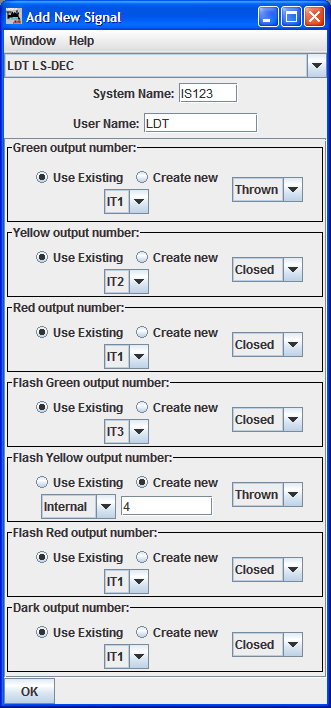 Add New Signal
Window Help
LDT LS-DEC
System Name: IS123
User Name: LDT
Green output number:
Use Existing Create new
IT1 Thrown
Yellow output number:
Use Existing Create new
IT2 Closed
Red output number:
Use Existing Create new
IT1 Closed
Flash Green output number:
Use Existing Create new
IT3 Closed
Flash Yellow output number:
Use Existing Create new
Internal 4 Thrown
Flash Red output number:
Use Existing Create new
IT1 Closed
Dark output number:
Use Existing Create new
IT1 Closed
OK